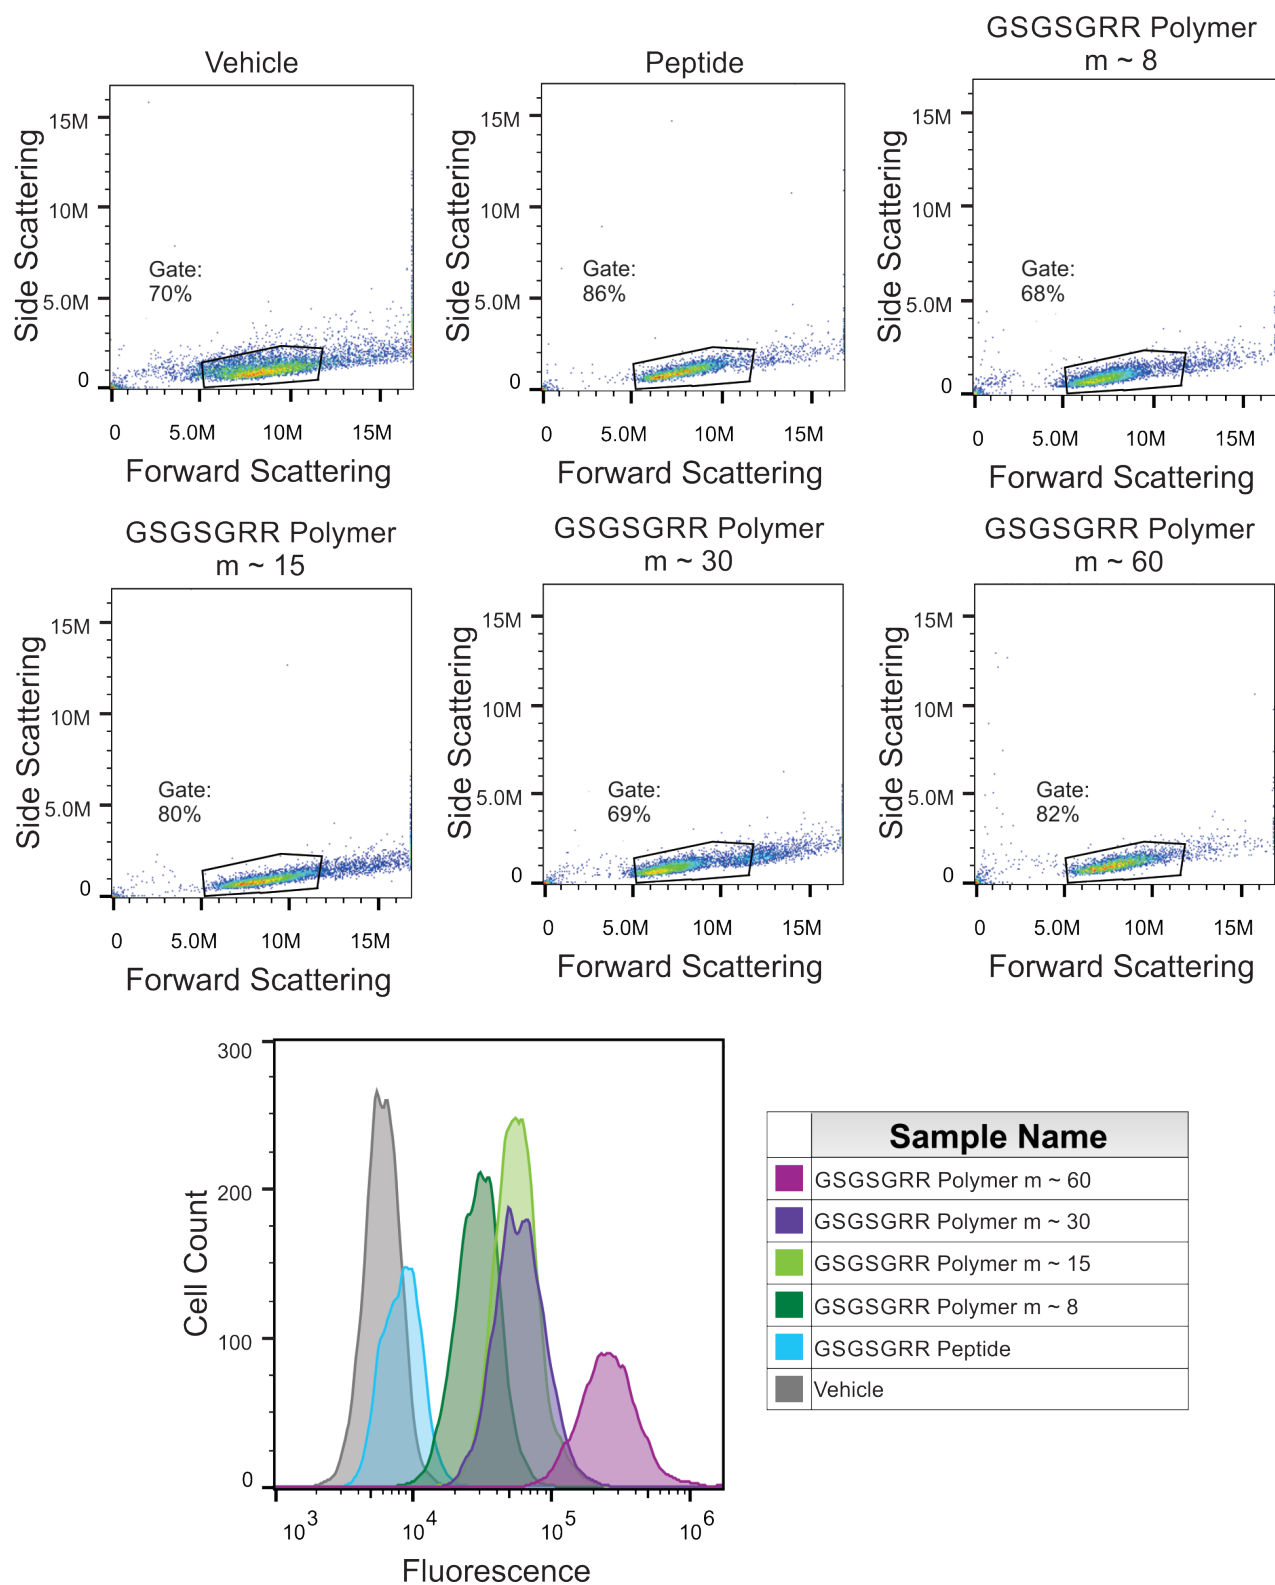 Vehicle
Side Scattering
15M
10M
5.0M
0
Gate:
70%
0 5.0M 10M 15M
Forward Scattering
Peptide
Side Scattering
15M
10M
5.0M
0
Gate:
86%
0 5.0M 10M 15M
Forward Scattering
GSGSGRR Polymer
m ~ 8
Side Scattering
15M
10M
5.0M
0
Gate:
68%
0 5.0M 10M 15M
Forward Scattering
GSGSGRR Polymer
m ~ 15
Side Scattering
15M
10M
5.0M
0
Gate:
80%
0 5.0M 10M 15M
Forward Scattering
GSGSGRR Polymer
m ~ 30
Side Scattering
15M
10M
5.0M
0
Gate:
69%
0 5.0M 10M 15M
Forward Scattering
GSGSGRR Polymer
m ~ 60
Side Scattering
15M
10M
5.0M
0
Gate:
82%
0 5.0M 10M 15M
Forward Scattering
Cell Count
300
200
100
0
10^3 10^4 10^5 10^6
Fluorescence
Sample Name
GSGSGRR Polymer m ~ 60
GSGSGRR Polymer m ~ 30
GSGSGRR Polymer m ~ 15
GSGSGRR Polymer m ~ 8
GSGSGRR Peptide
Vehicle